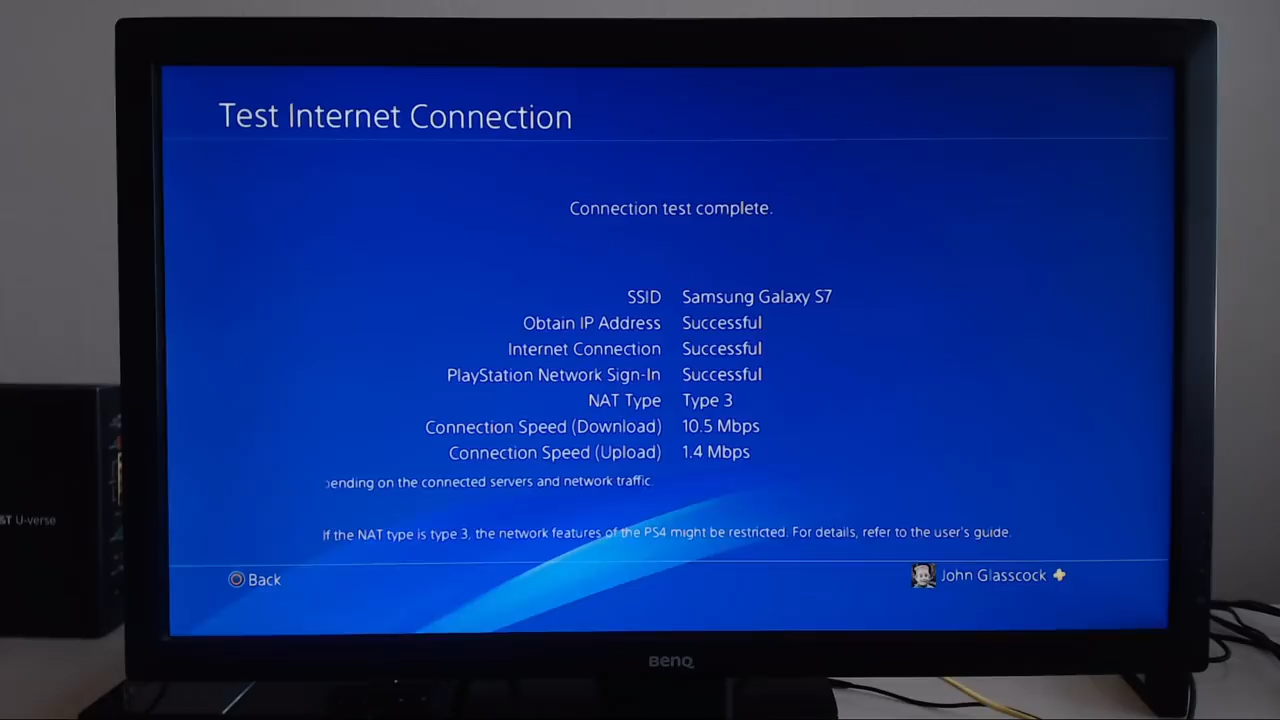 Test Internet Connection
Connection test complete.
SSID Samsung Galaxy S7
Obtain IP Address Successful
Internet Connection Successful
PlayStation Network Sign-In Successful
NAT Type Type 3
Connection Speed (Download) 10.5 Mbps
Connection Speed (Upload) 1.4 Mbps
pending on the connected servers and network traffic.
If the NAT type is type 3, the network features of the PS4 might be restricted. For details, refer to the user's guide.
Back
John Glasscock
BenQ
&T U-verse